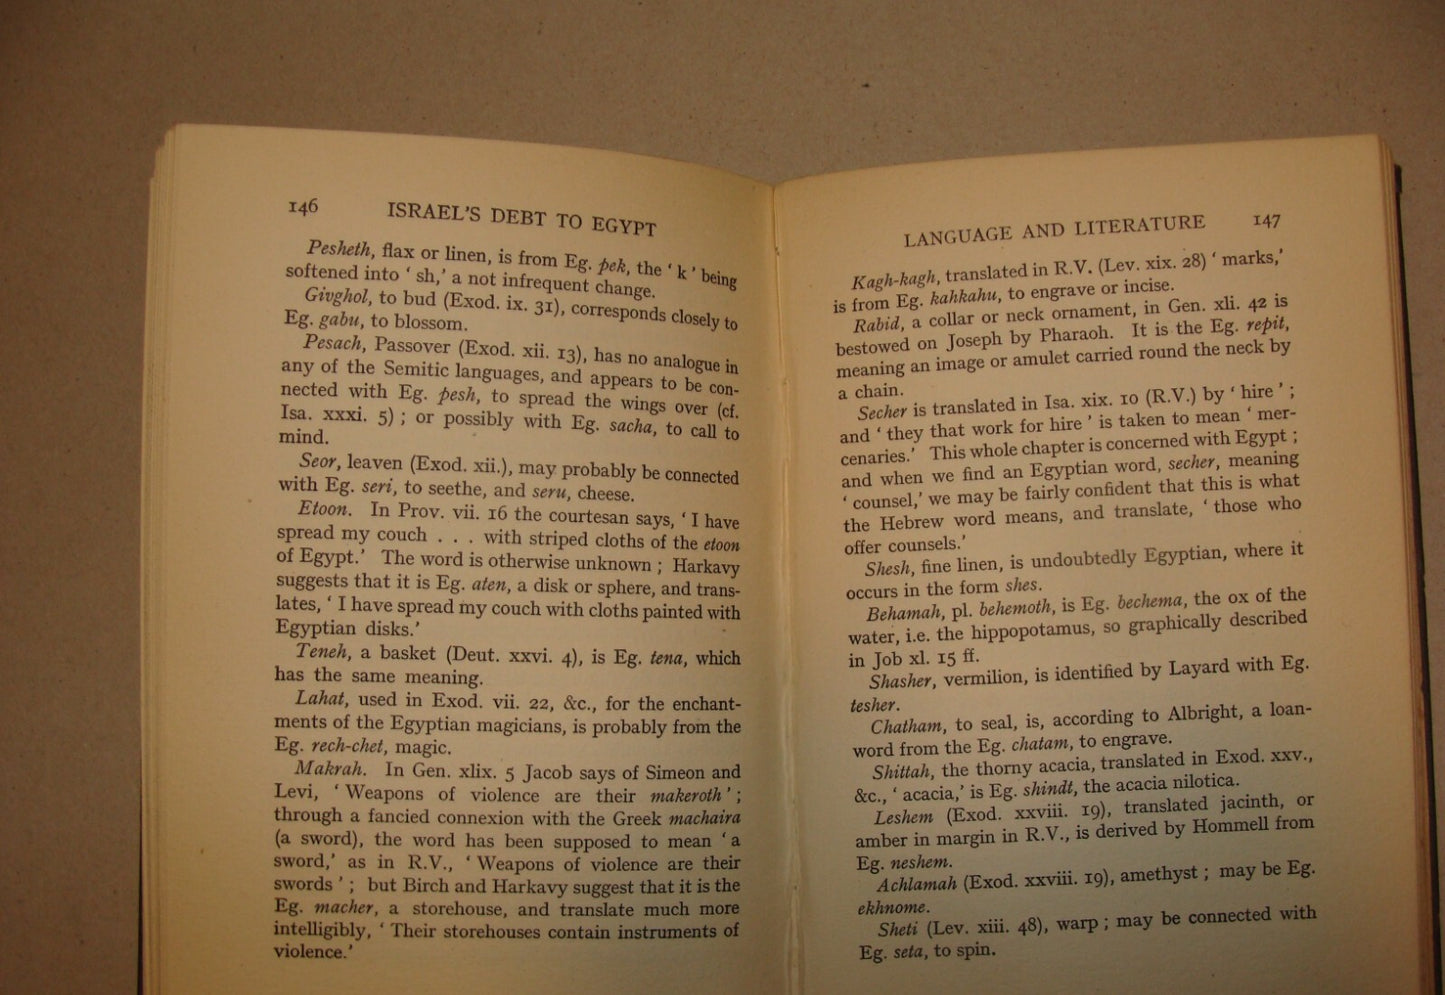 146 ISRAEL'S DEBT TO EGYPT
Pesheth, flax or linen, is from Eg. pek, the ' k ' being
softened into ' sh,' a not infrequent change.
Givghol, to bud (Exod. ix. 31), corresponds closely to
Eg. gabu, to blossom.
Pesach, Passover (Exod. xii. 13), has no analogue in
any of the Semitic languages, and appears to be con-
nected with Eg. pesh, to spread the wings over (cf.
Isa. xxxi. 5) ; or possibly with Eg. sacha, to call to
mind.
Seor, leaven (Exod. xii.), may probably be connected
with Eg. seri, to seethe, and seru, cheese.
Etoon. In Prov. vii. 16 the courtesan says, ' I have
spread my couch . . . with striped cloths of the etoon
of Egypt.' The word is otherwise unknown ; Harkavy
suggests that it is Eg. aten, a disk or sphere, and trans-
lates, ' I have spread my couch with cloths painted with
Egyptian disks.'
Teneh, a basket (Deut. xxvi. 4), is Eg. tena, which
has the same meaning.
Lahat, used in Exod. vii. 22, &c., for the enchant-
ments of the Egyptian magicians, is probably from the
Eg. rech-chet, magic.
Makrah. In Gen. xlix. 5 Jacob says of Simeon and
Levi, ' Weapons of violence are their makeroth ' ;
through a fancied connexion with the Greek machaira
(a sword), the word has been supposed to mean ' a
sword,' as in R.V., ' Weapons of violence are their
swords ' ; but Birch and Harkavy suggest that it is the
Eg. macher, a storehouse, and translate much more
intelligibly, ' Their storehouses contain instruments of
violence.'
LANGUAGE AND LITERATURE 147
Kagh-kagh, translated in R.V. (Lev. xix. 28) ' marks,'
is from Eg. kahkahu, to engrave or incise.
Rabid, a collar or neck ornament, in Gen. xli. 42 is
bestowed on Joseph by Pharaoh. It is the Eg. repit,
meaning an image or amulet carried round the neck by
a chain.
Secher is translated in Isa. xix. 10 (R.V.) by ' hire ' ;
and ' they that work for hire ' is taken to mean ' mer-
cenaries.' This whole chapter is concerned with Egypt ;
and when we find an Egyptian word, secher, meaning
' counsel,' we may be fairly confident that this is what
the Hebrew word means, and translate, ' those who
offer counsels.'
Shesh, fine linen, is undoubtedly Egyptian, where it
occurs in the form shes.
Behamah, pl. behemoth, is Eg. bechema, the ox of the
water, i.e. the hippopotamus, so graphically described
in Job xl. 15 ff.
Shasher, vermilion, is identified by Layard with Eg.
tesher.
Chatham, to seal, is, according to Albright, a loan-
word from the Eg. chatam, to engrave.
Shittah, the thorny acacia, translated in Exod. xxv.,
&c., ' acacia,' is Eg. shindt, the acacia nilotica.
Leshem (Exod. xxviii. 19), translated jacinth, or
amber in margin in R.V., is derived by Hommell from
Eg. neshem.
Achlamah (Exod. xxviii. 19), amethyst ; may be Eg.
ekhnome.
Sheti (Lev. xiii. 48), warp ; may be connected with
Eg. seta, to spin.